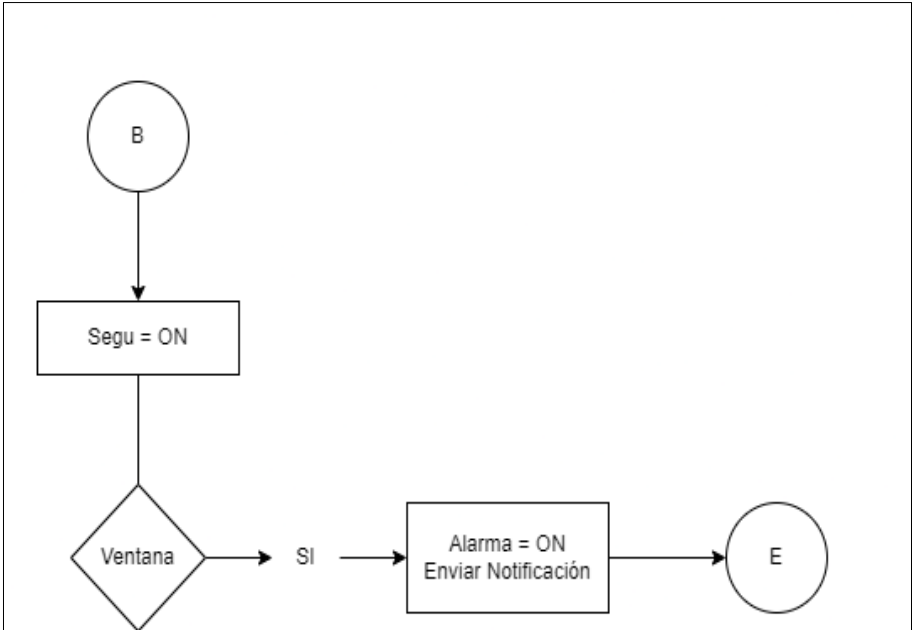 B
Segu = ON
Ventana
SI
Alarma = ON
Enviar Notificación
E